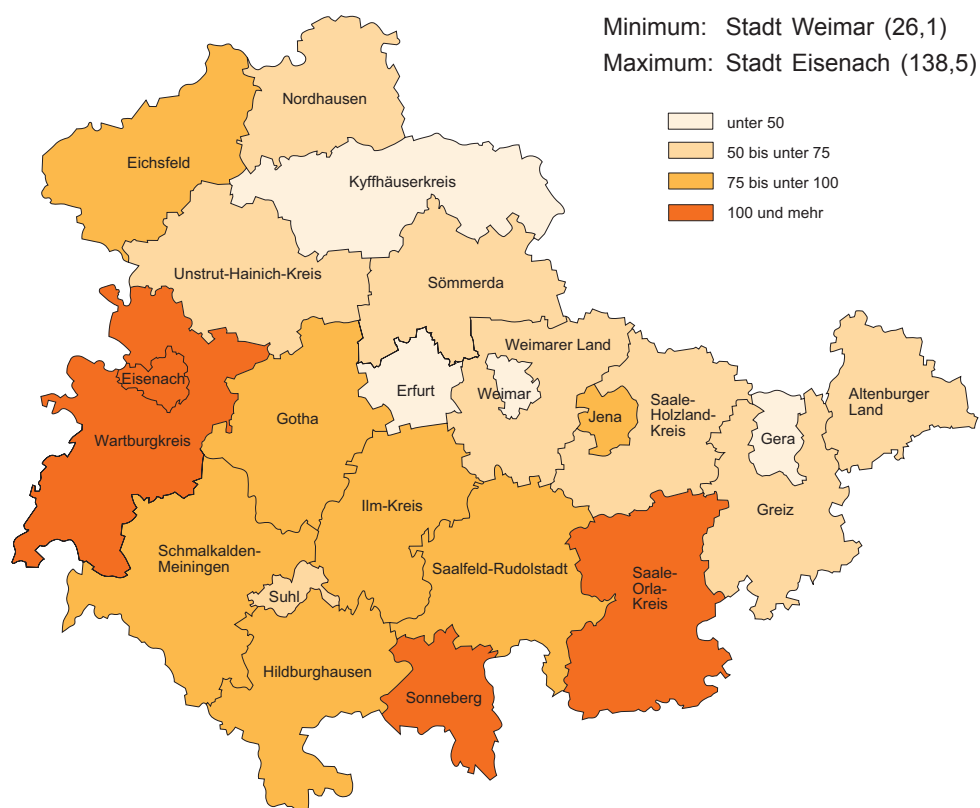 Minimum: Stadt Weimar (26,1)
Maximum: Stadt Eisenach (138,5)
unter 50
50 bis unter 75
75 bis unter 100
100 und mehr
Nordhausen
Eichsfeld
Kyffhäuserkreis
Unstrut-Hainich-Kreis
Sömmerda
Weimarer Land
Eisenach
Erfurt
Weimar
Saale-
Holzland-
Kreis
Altenburger
Land
Gotha
Jena
Wartburgkreis
Gera
Ilm-Kreis
Greiz
Schmalkalden-
Meiningen
Saalfeld-Rudolstadt
Saale-
Orla-
Kreis
Suhl
Hildburghausen
Sonneberg